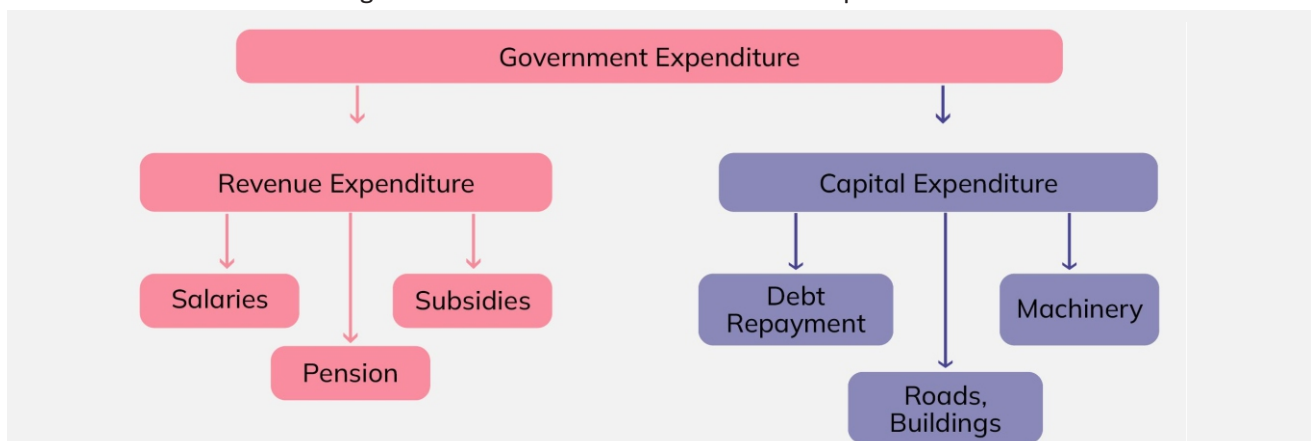 Government Expenditure
Revenue Expenditure
Capital Expenditure
Salaries
Subsidies
Pension
Debt
Repayment
Machinery
Roads,
Buildings